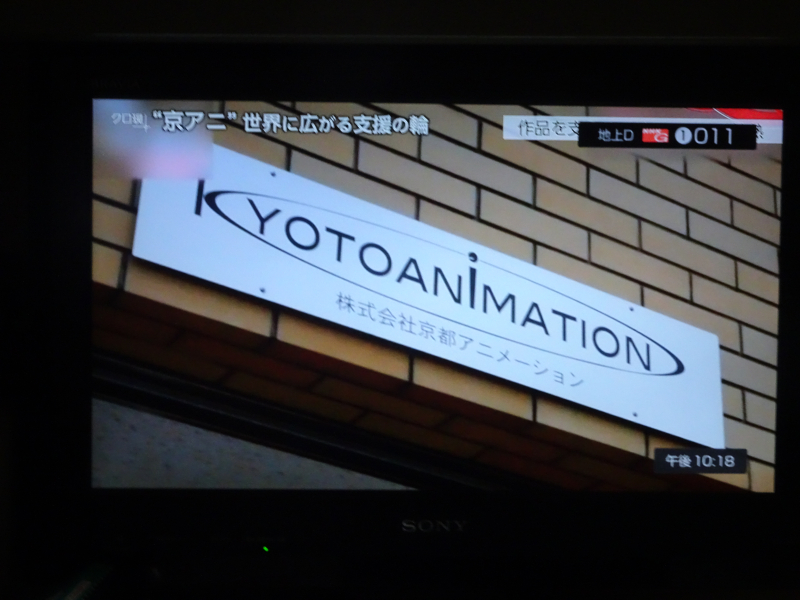 クロ現+
"京アニ" 世界に広がる支援の輪
作品を支
地上D NHK G 1 011
KYOTOANiMATION
株式会社京都アニメーション
午後 10:18
SONY